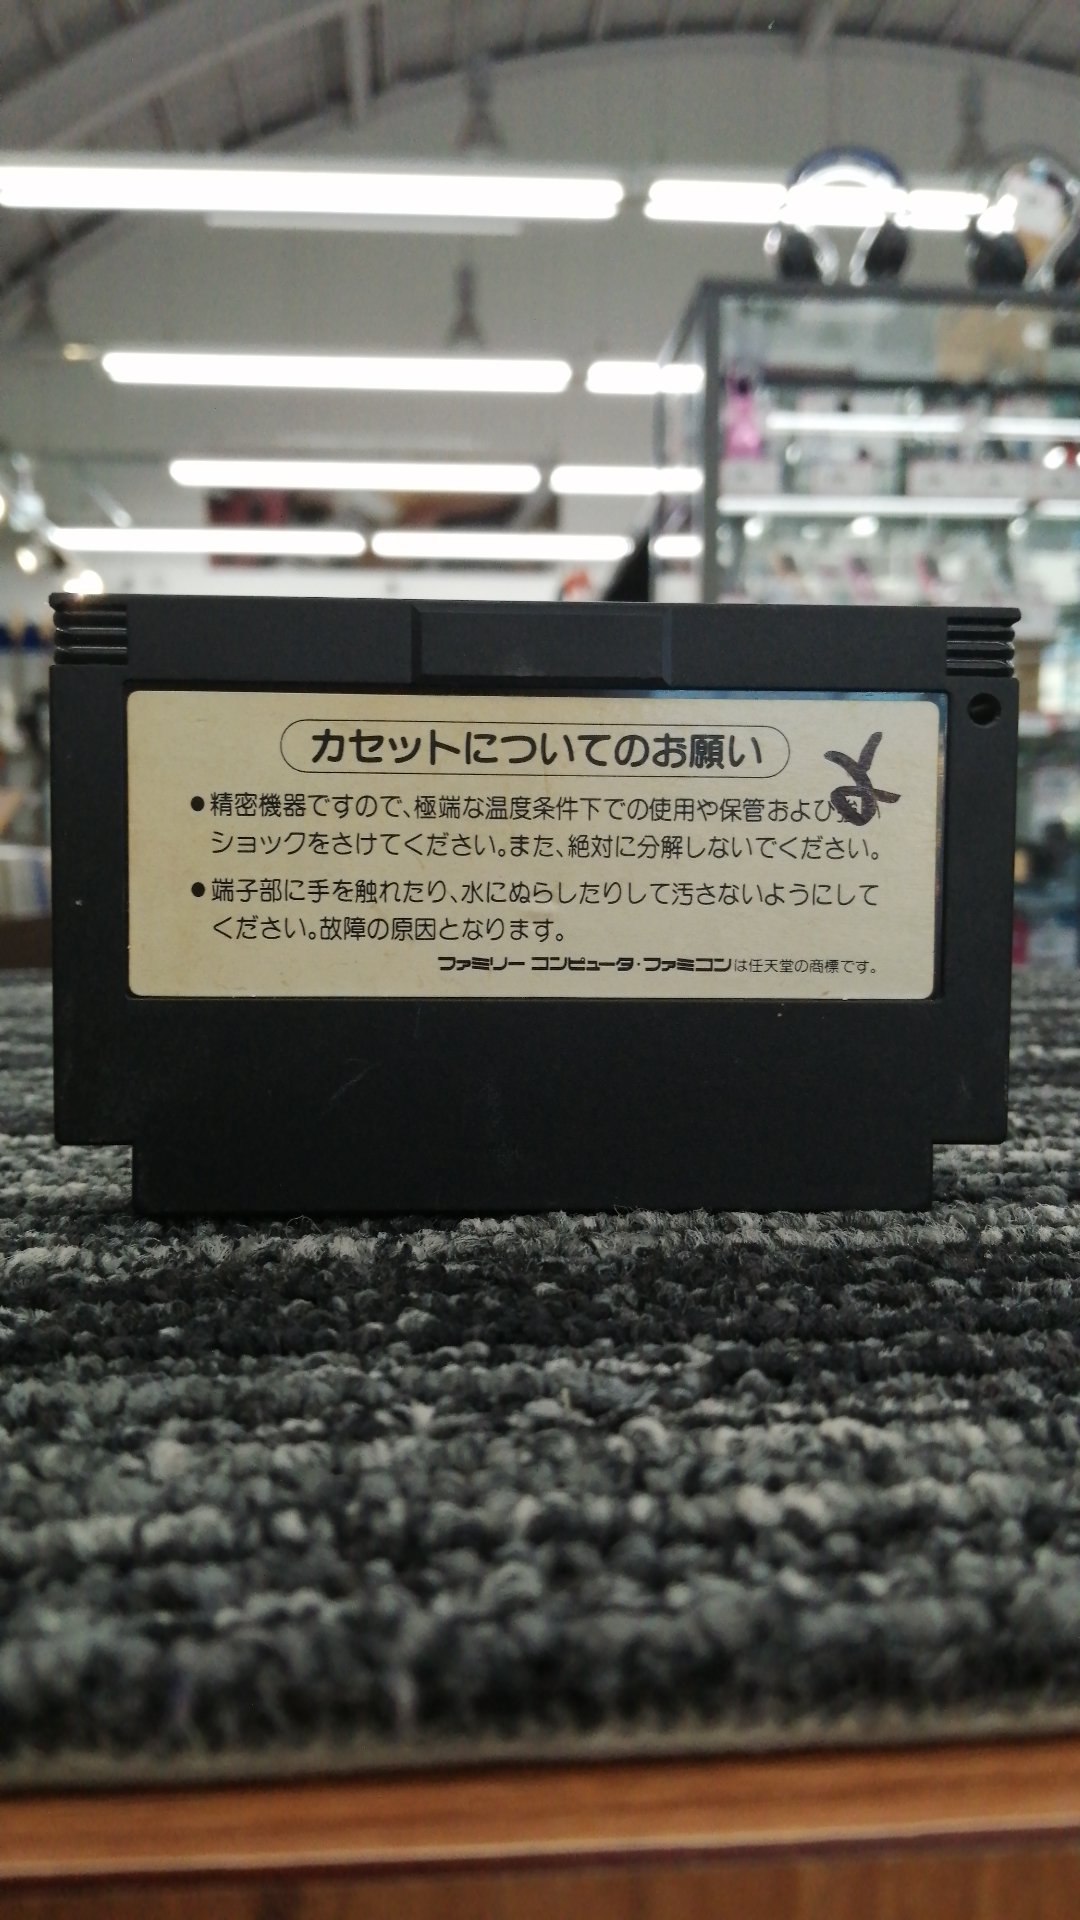 カセットについてのお願い
●精密機器ですので、極端な温度条件下での使用や保管および強い
ショックをさけてください。また、絶対に分解しないでください。
●端子部に手を触れたり、水にぬらしたりして汚さないようにして
ください。故障の原因となります。
ファミリー コンピュータ・ファミコンは任天堂の商標です。